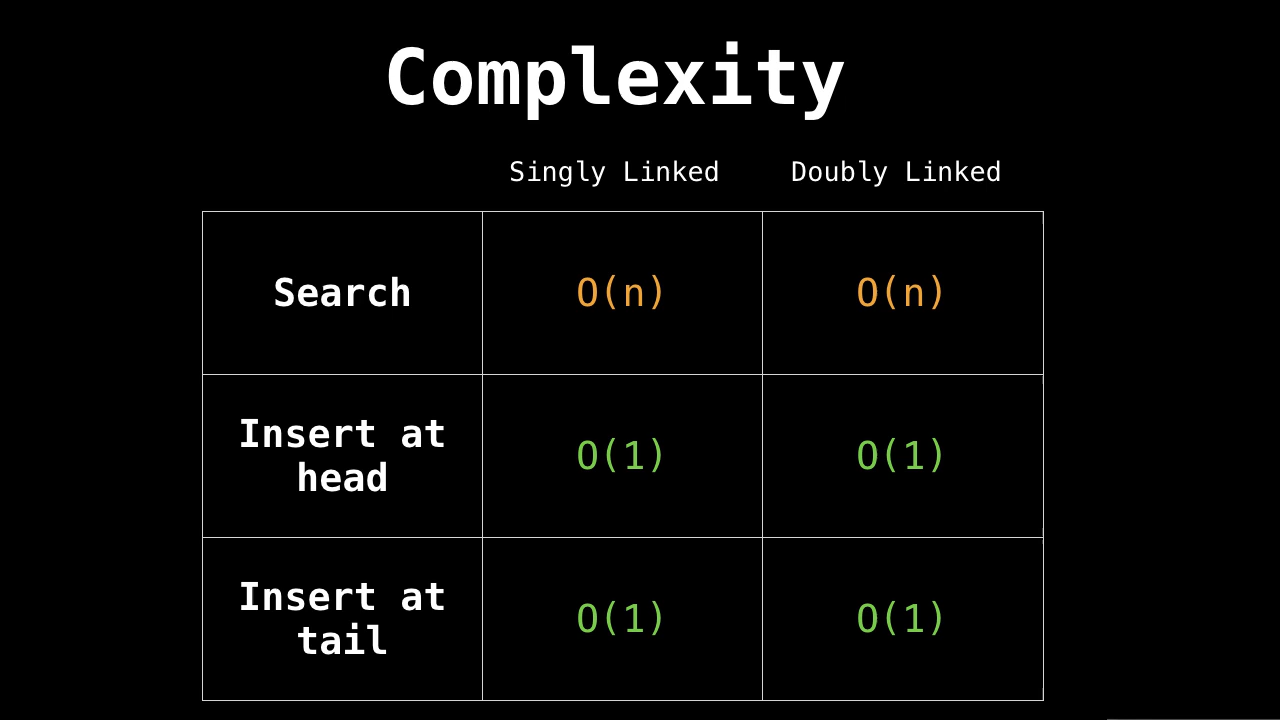 Complexity
Singly Linked Doubly Linked
Search O(n) O(n)
Insert at
head O(1) O(1)
Insert at
tail O(1) O(1)